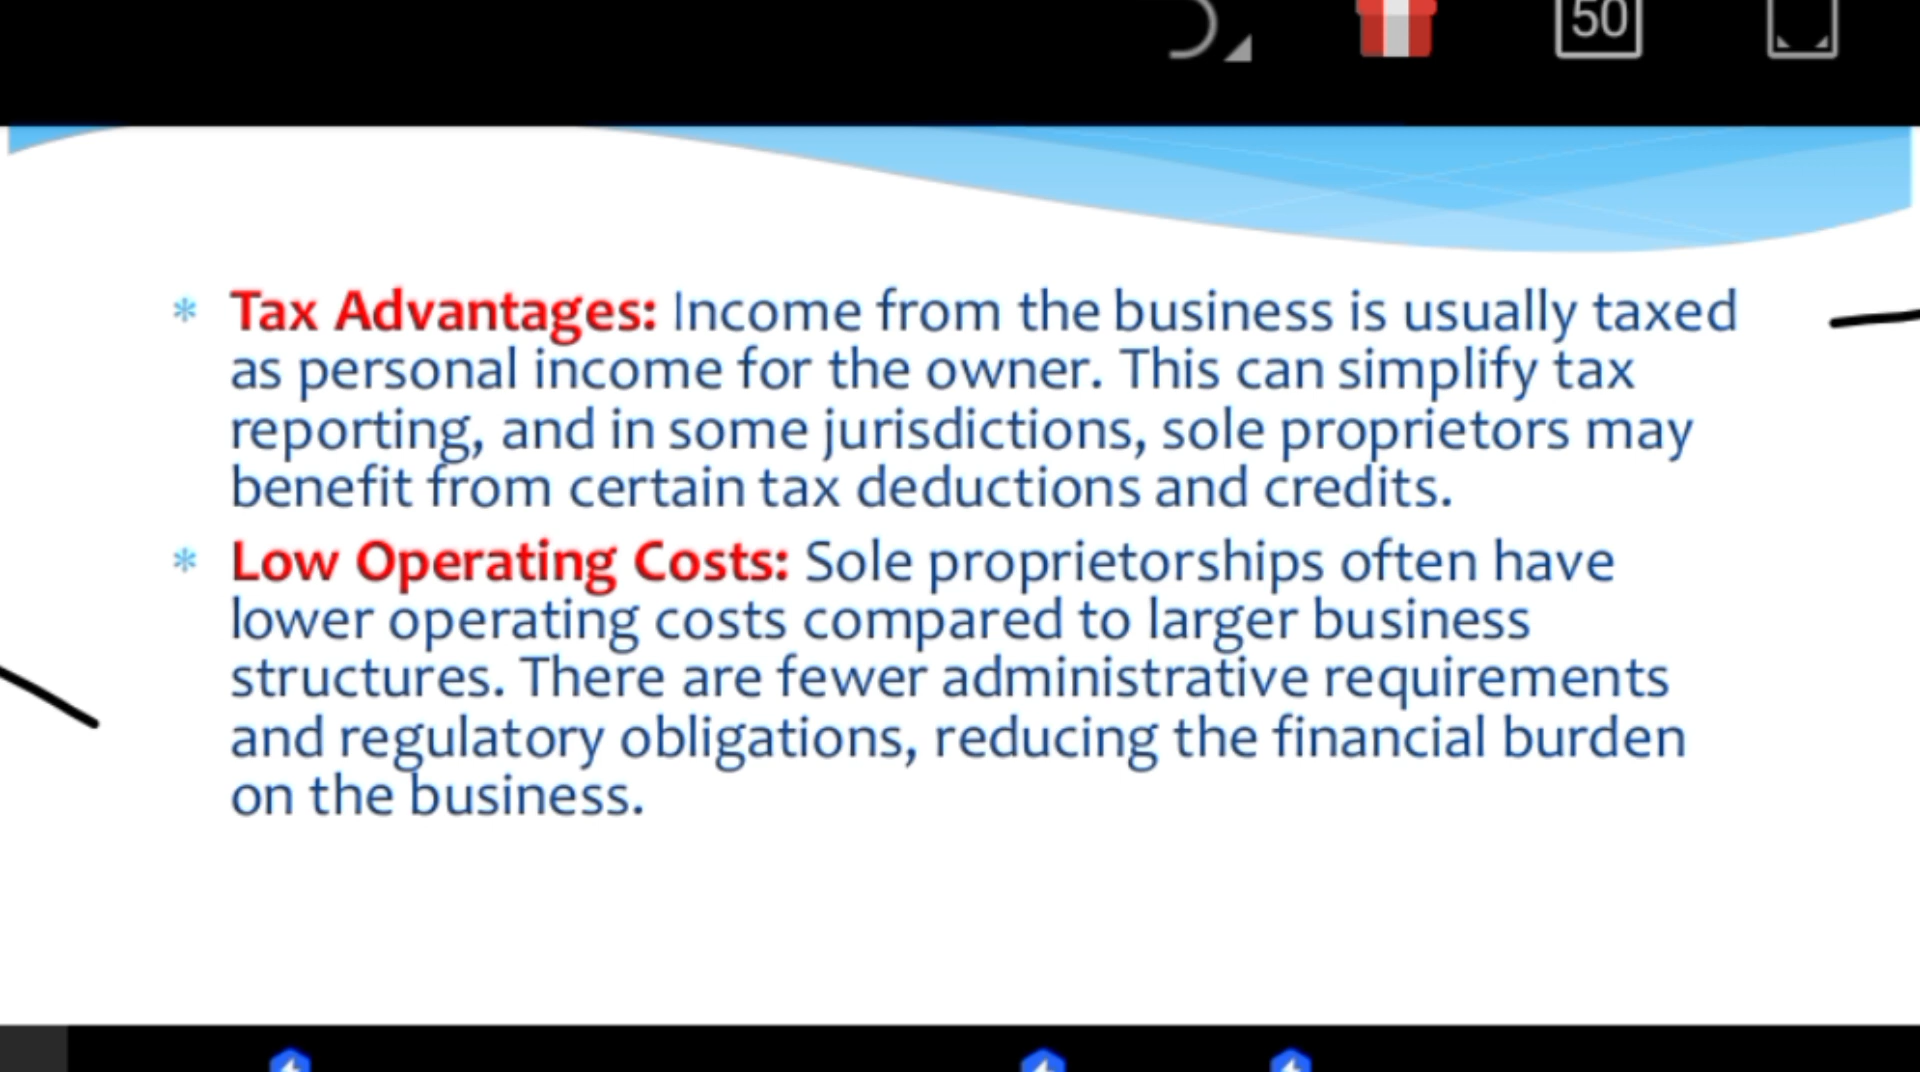 50
* Tax Advantages: Income from the business is usually taxed
as personal income for the owner. This can simplify tax
reporting, and in some jurisdictions, sole proprietors may
benefit from certain tax deductions and credits.
* Low Operating Costs: Sole proprietorships often have
lower operating costs compared to larger business
structures. There are fewer administrative requirements
and regulatory obligations, reducing the financial burden
on the business.